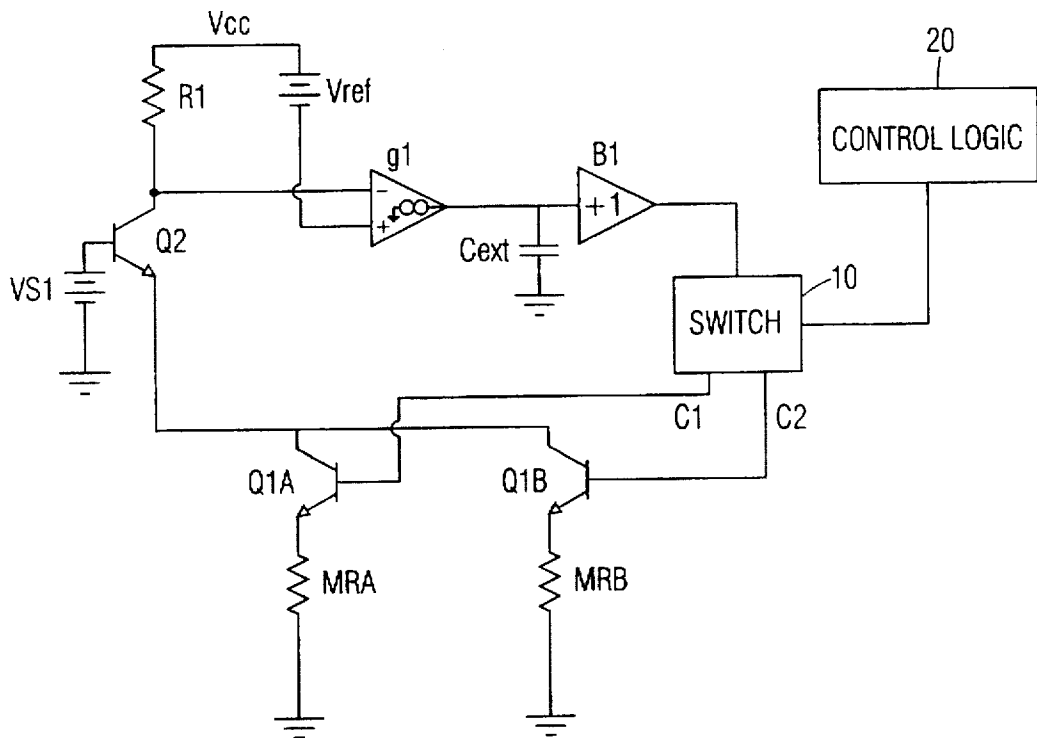 Vcc
20
R1
Vref
CONTROL LOGIC
g1
B1
−
+
+ 1
Q2
Cext
VS1
10
SWITCH
C1
C2
Q1A
Q1B
MRA
MRB